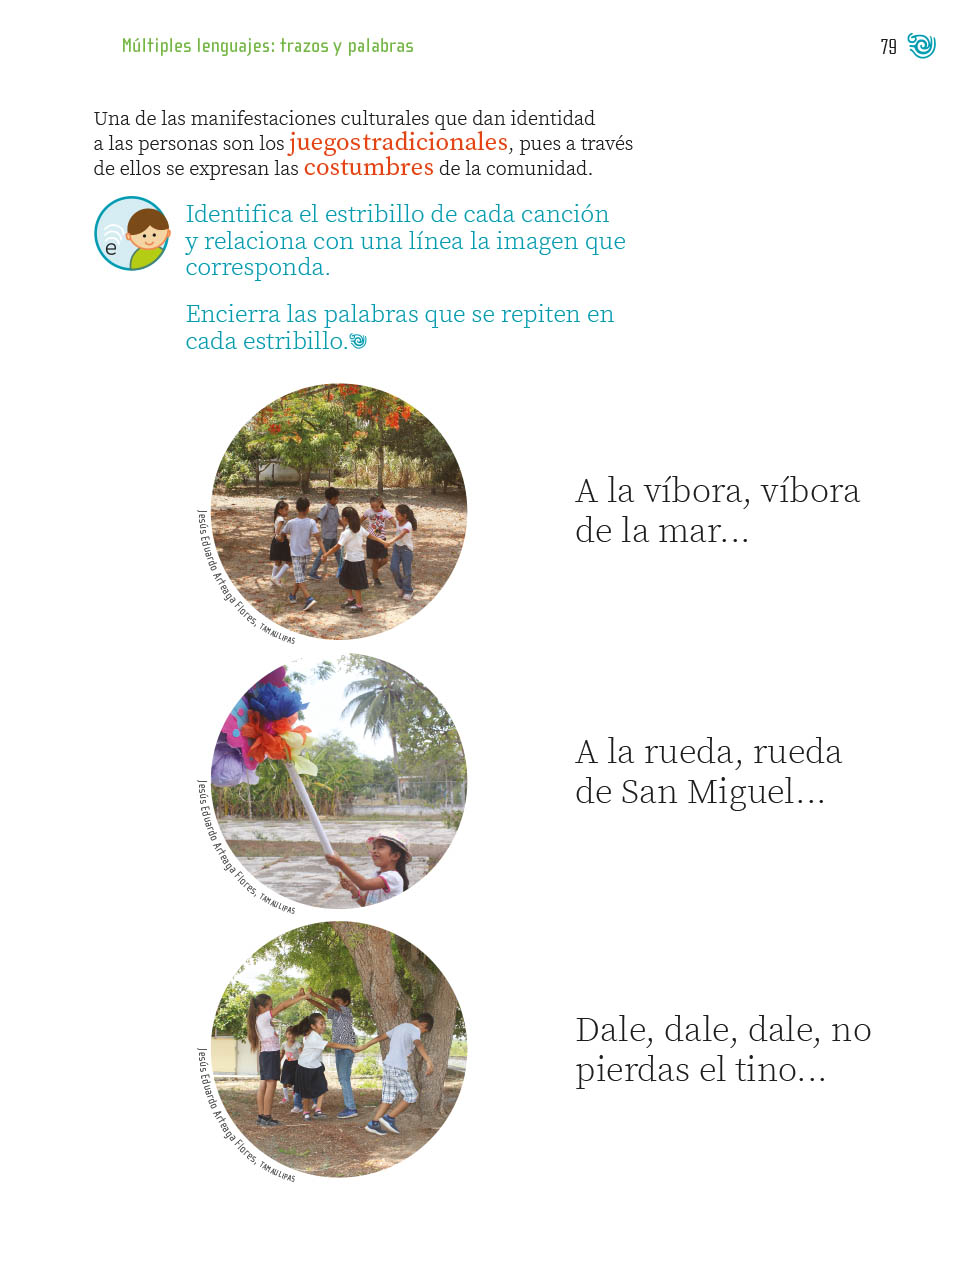 Múltiples lenguajes: trazos y palabras
79
Una de las manifestaciones culturales que dan identidad
a las personas son los juegos tradicionales, pues a través
de ellos se expresan las costumbres de la comunidad.
e
Identifica el estribillo de cada canción
y relaciona con una línea la imagen que
corresponda.
Encierra las palabras que se repiten en
cada estribillo.
Jesús Eduardo Arteaga Flores, TAMAULIPAS
A la víbora, víbora
de la mar...
Jesús Eduardo Arteaga Flores, TAMAULIPAS
A la rueda, rueda
de San Miguel...
Jesús Eduardo Arteaga Flores, TAMAULIPAS
Dale, dale, dale, no
pierdas el tino...